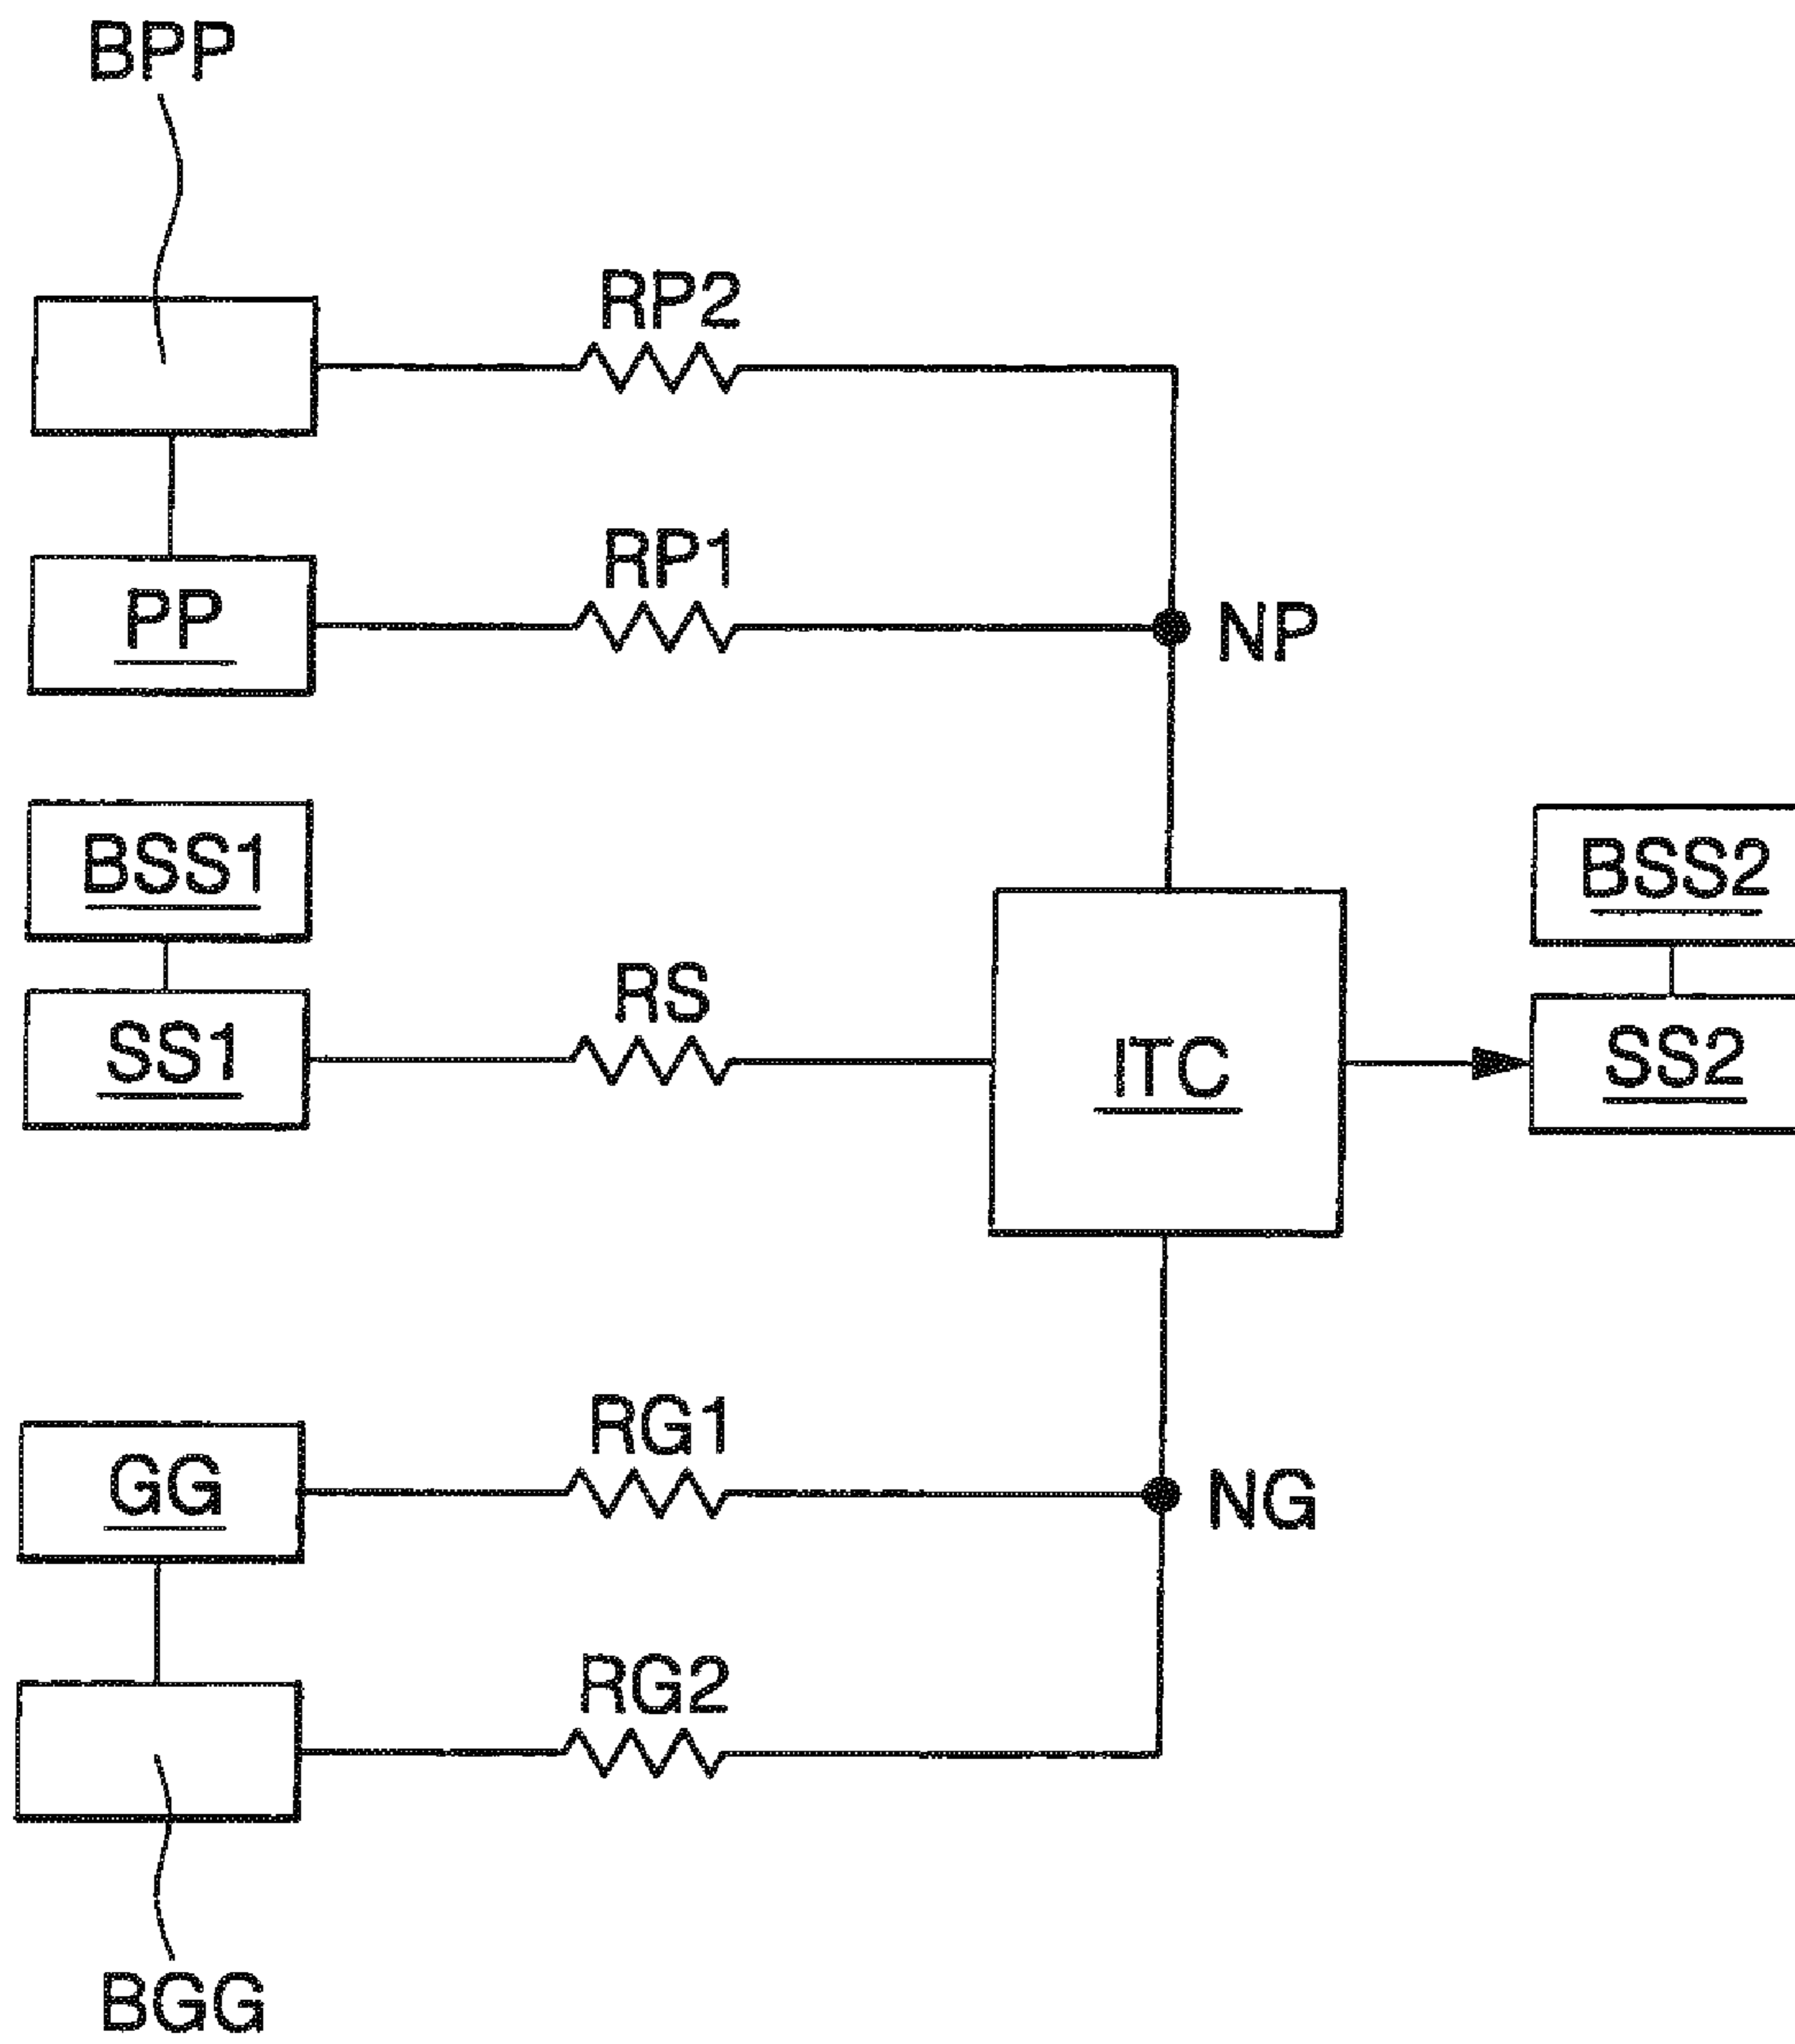 BPP
RP2
RP1
PP
NP
BSS1
BSS2
RS
SS1
ITC
SS2
RG1
GG
NG
RG2
BGG